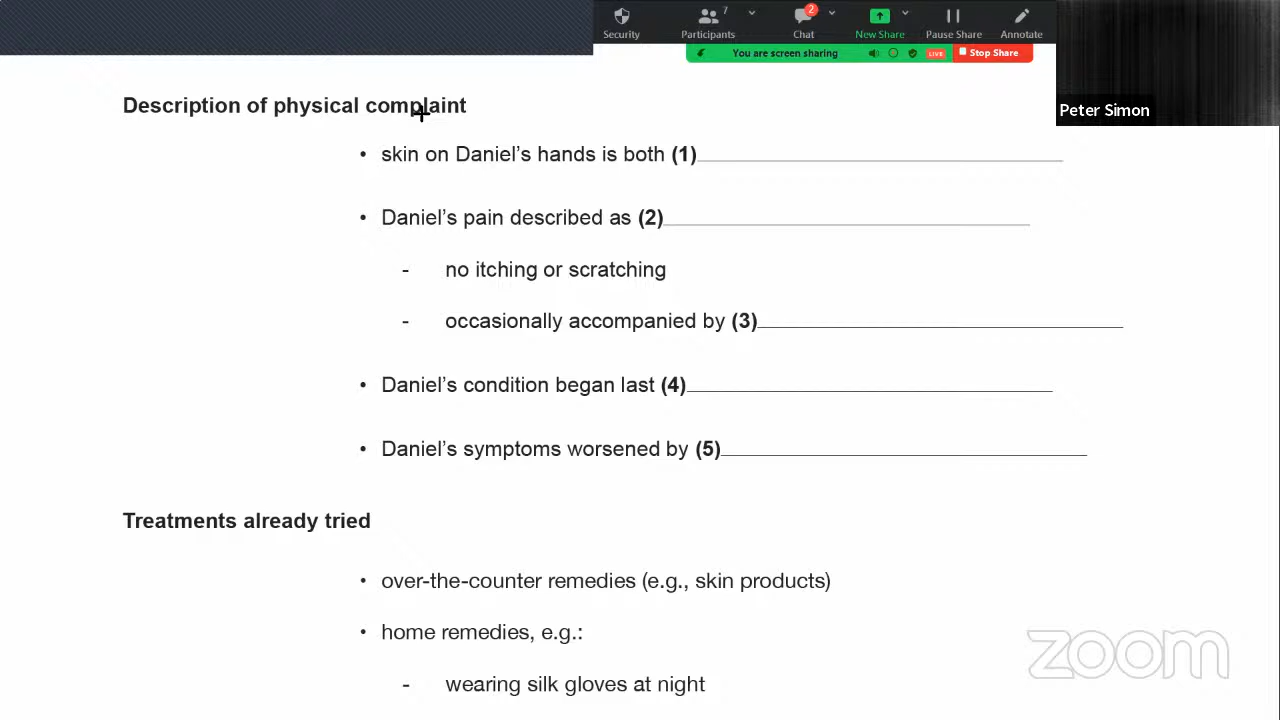 7
2
Security
Participants
Chat
New Share
Pause Share
Annotate
You are screen sharing
LIVE
Stop Share
Peter Simon
Description of physical complaint
• skin on Daniel's hands is both (1)
• Daniel's pain described as (2)
- no itching or scratching
- occasionally accompanied by (3)
• Daniel's condition began last (4)
• Daniel's symptoms worsened by (5)
Treatments already tried
• over-the-counter remedies (e.g., skin products)
• home remedies, e.g.:
- wearing silk gloves at night
zoom